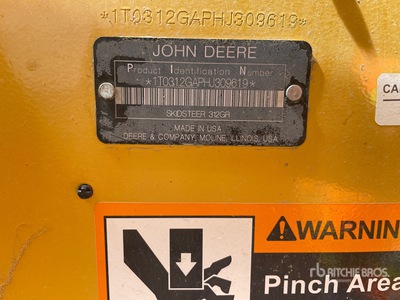 *1T0312GAPHJ309619*
JOHN DEERE
Product Identification Number
*1T0312GAPHJ309619*
SKIDSTEER 312GR
MADE IN USA
DEERE & COMPANY, MOLINE, ILLINOIS, USA
CA
WARNIN
rb RITCHIE BROS.
Pinch Area